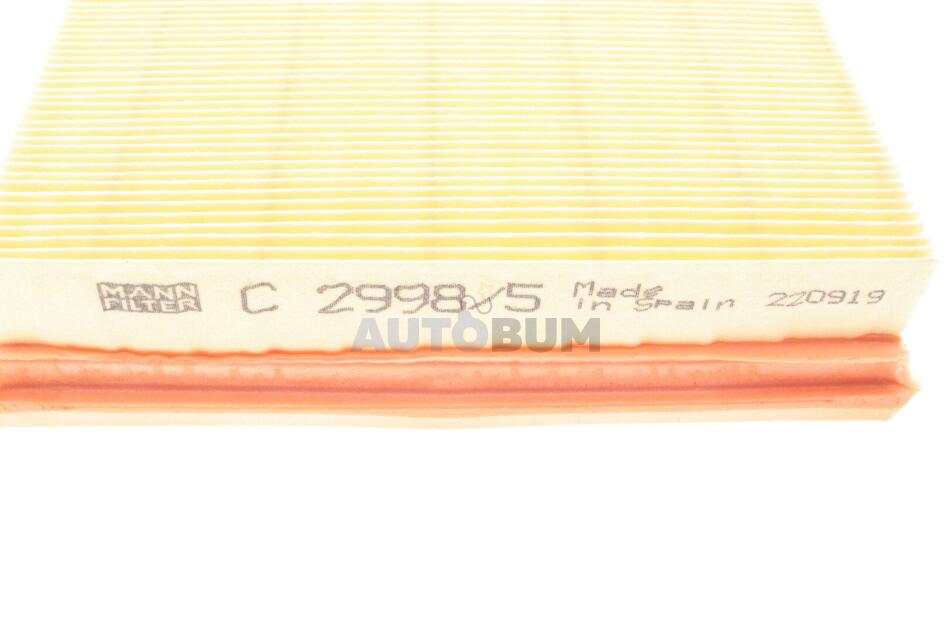 MANN
FILTER
C 2998/5
Made
in Spain
220919
AUTOBUM